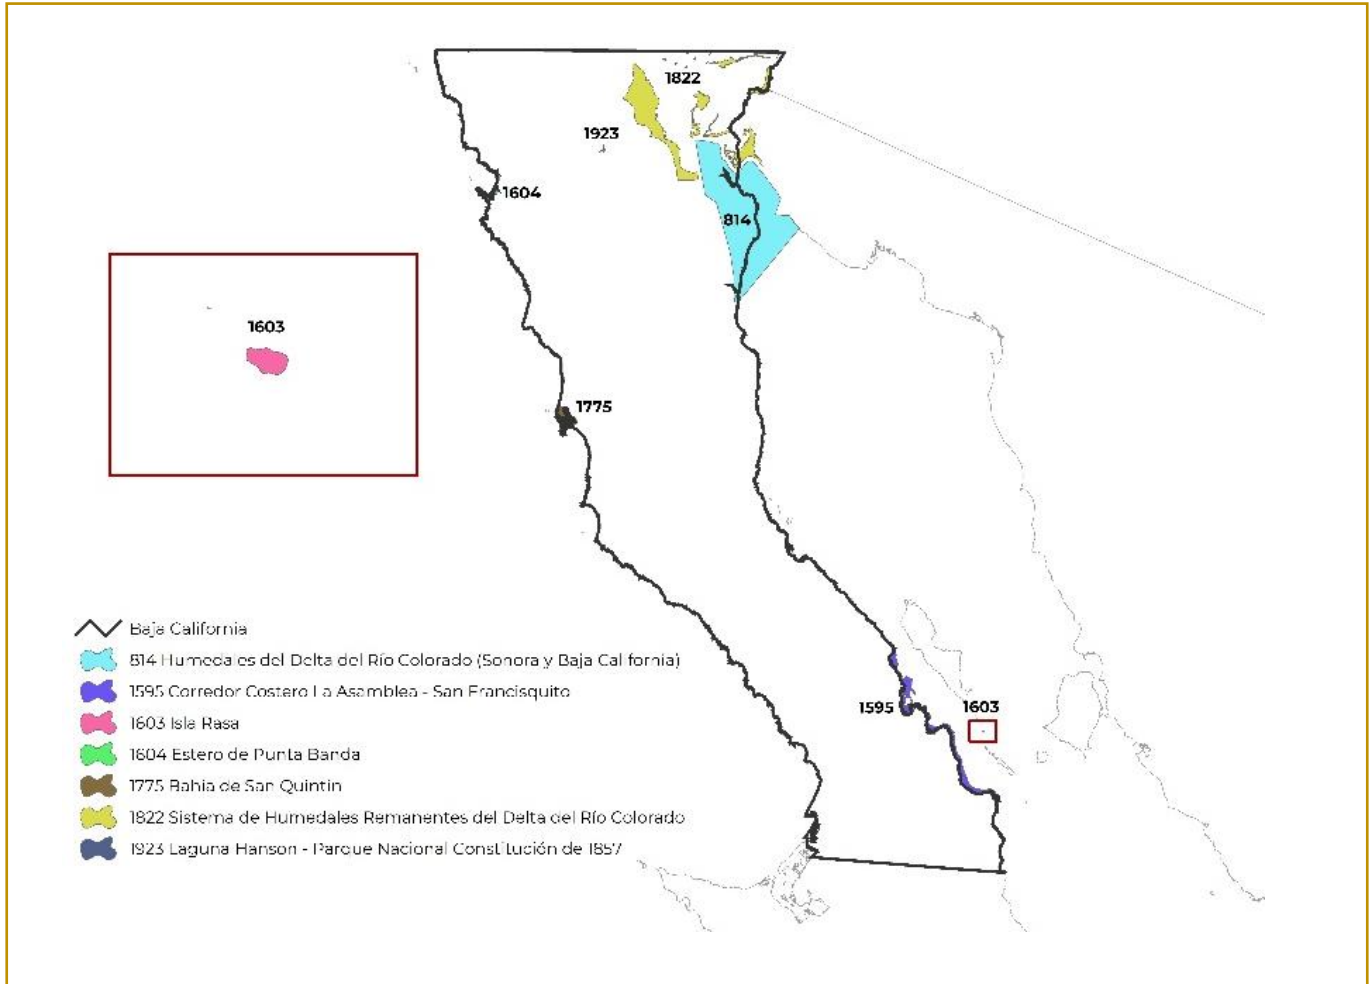 1822
1923
1604
814
1603
1775
1595
1603
Baja California
814 Humedales del Delta del Río Colorado (Sonora y Baja California)
1595 Corredor Costero La Asamblea - San Francisquito
1603 Isla Rasa
1604 Estero de Punta Banda
1775 Bahía de San Quintín
1822 Sistema de Humedales Remanentes del Delta del Río Colorado
1923 Laguna Hanson - Parque Nacional Constitución de 1857